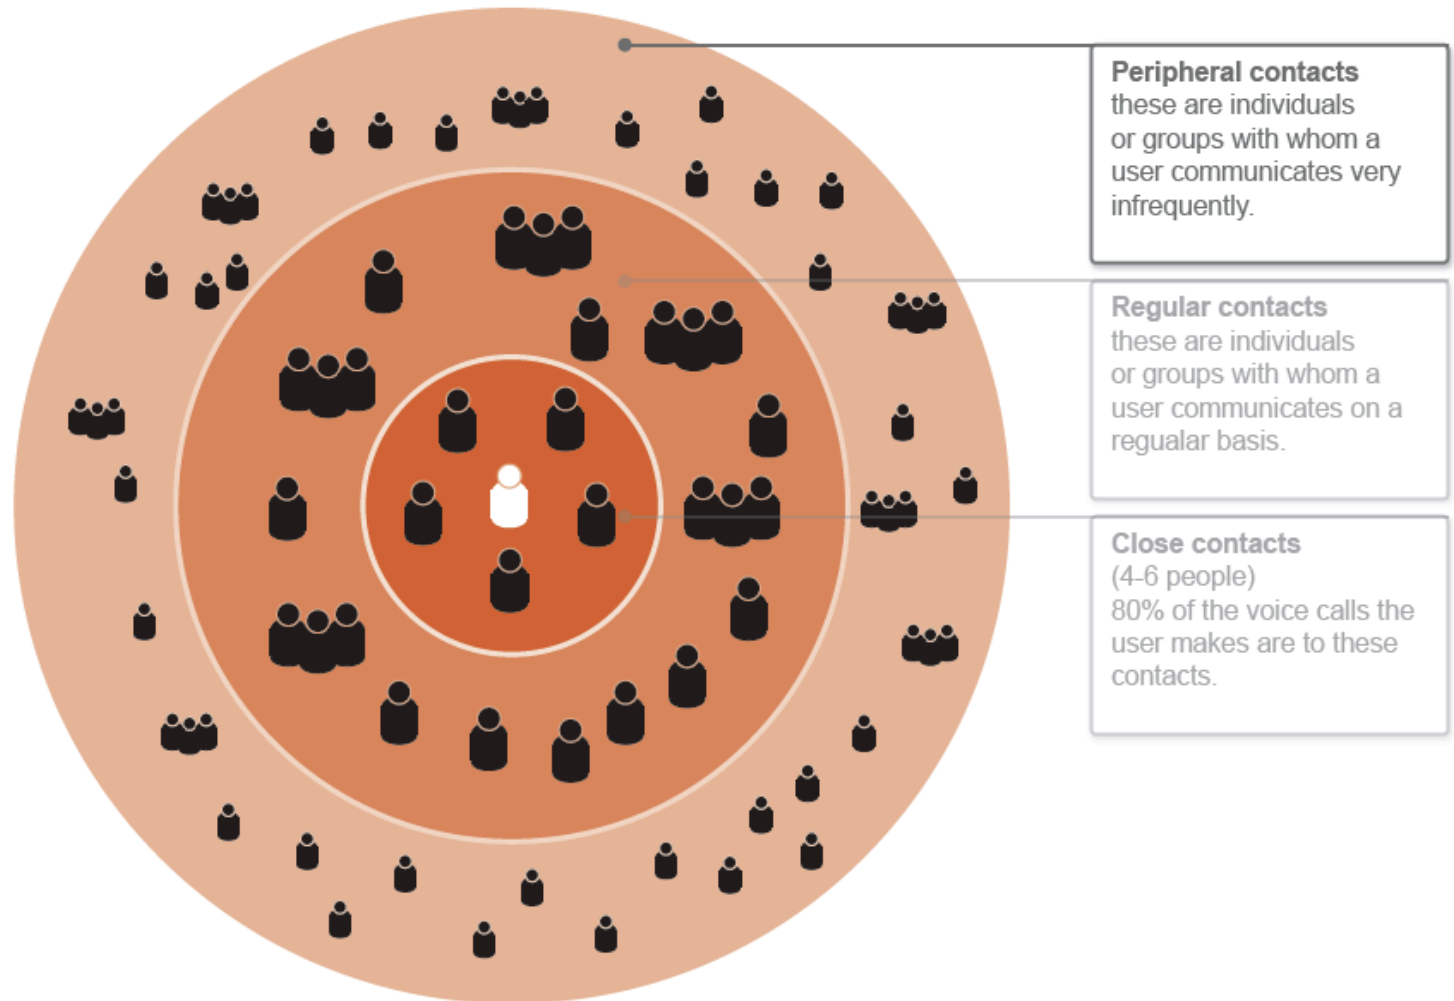 Peripheral contacts
these are individuals
or groups with whom a
user communicates very
infrequently.
Regular contacts
these are individuals
or groups with whom a
user communicates on a
regualar basis.
Close contacts
(4-6 people)
80% of the voice calls the
user makes are to these
contacts.